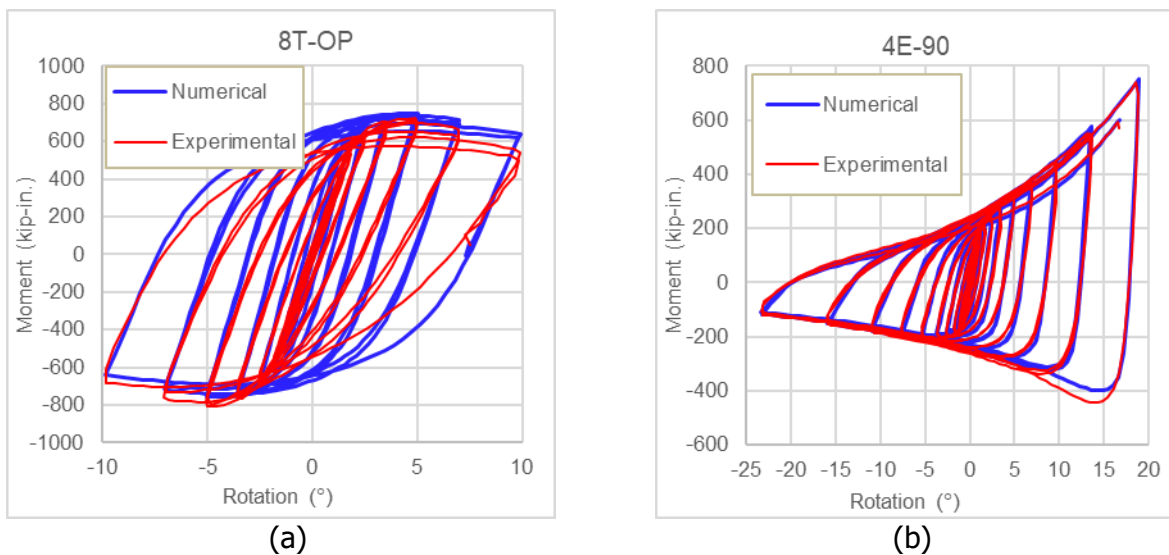 8T-OP
1000
800
600
400
200
0
-200
-400
-600
-800
-1000
Moment (kip-in.)
Numerical
Experimental
-10 -5 0 5 10
Rotation (°)
(a)
4E-90
800
600
400
200
0
-200
-400
-600
Moment (kip-in.)
Numerical
Experimental
-25 -20 -15 -10 -5 0 5 10 15 20
Rotation (°)
(b)